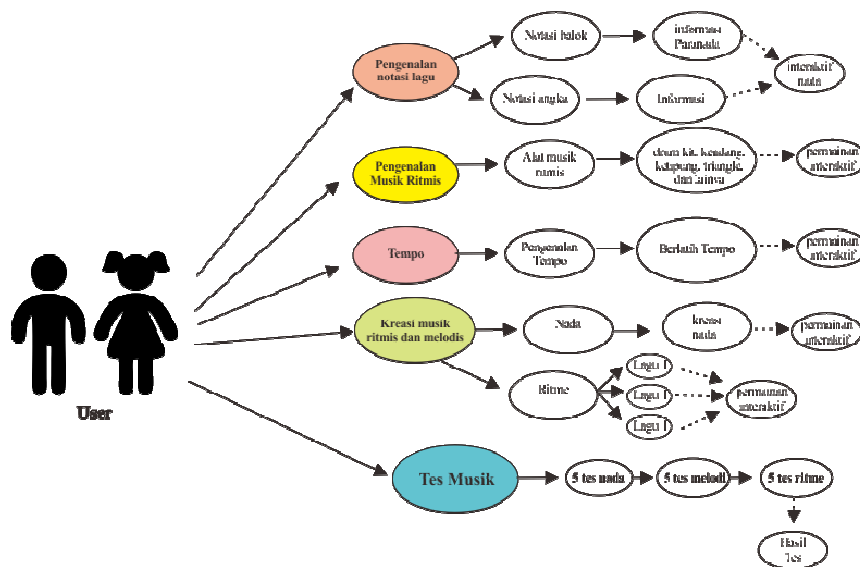 Notasi balok
informasi
Paranada
Pengenalan
notasi lagu
interaktif
nada
Notasi angka
Informasi
Pengenalan
Musik Ritmis
Alat musik
ritmis
drum kit, kendang,
ketipung, triangle,
dan lainya
permainan
interaktif
Tempo
Pengenalan
Tempo
Berlatih Tempo
permainan
interaktif
Kreasi musik
ritmis dan melodis
Nada
kreasi
nada
permainan
interaktif
Ritme
Lagu I
Lagu I
Lagu I
permainan
interaktif
User
Tes Musik
5 tes nada
5 tes melodi
5 tes ritme
Hasil
Tes